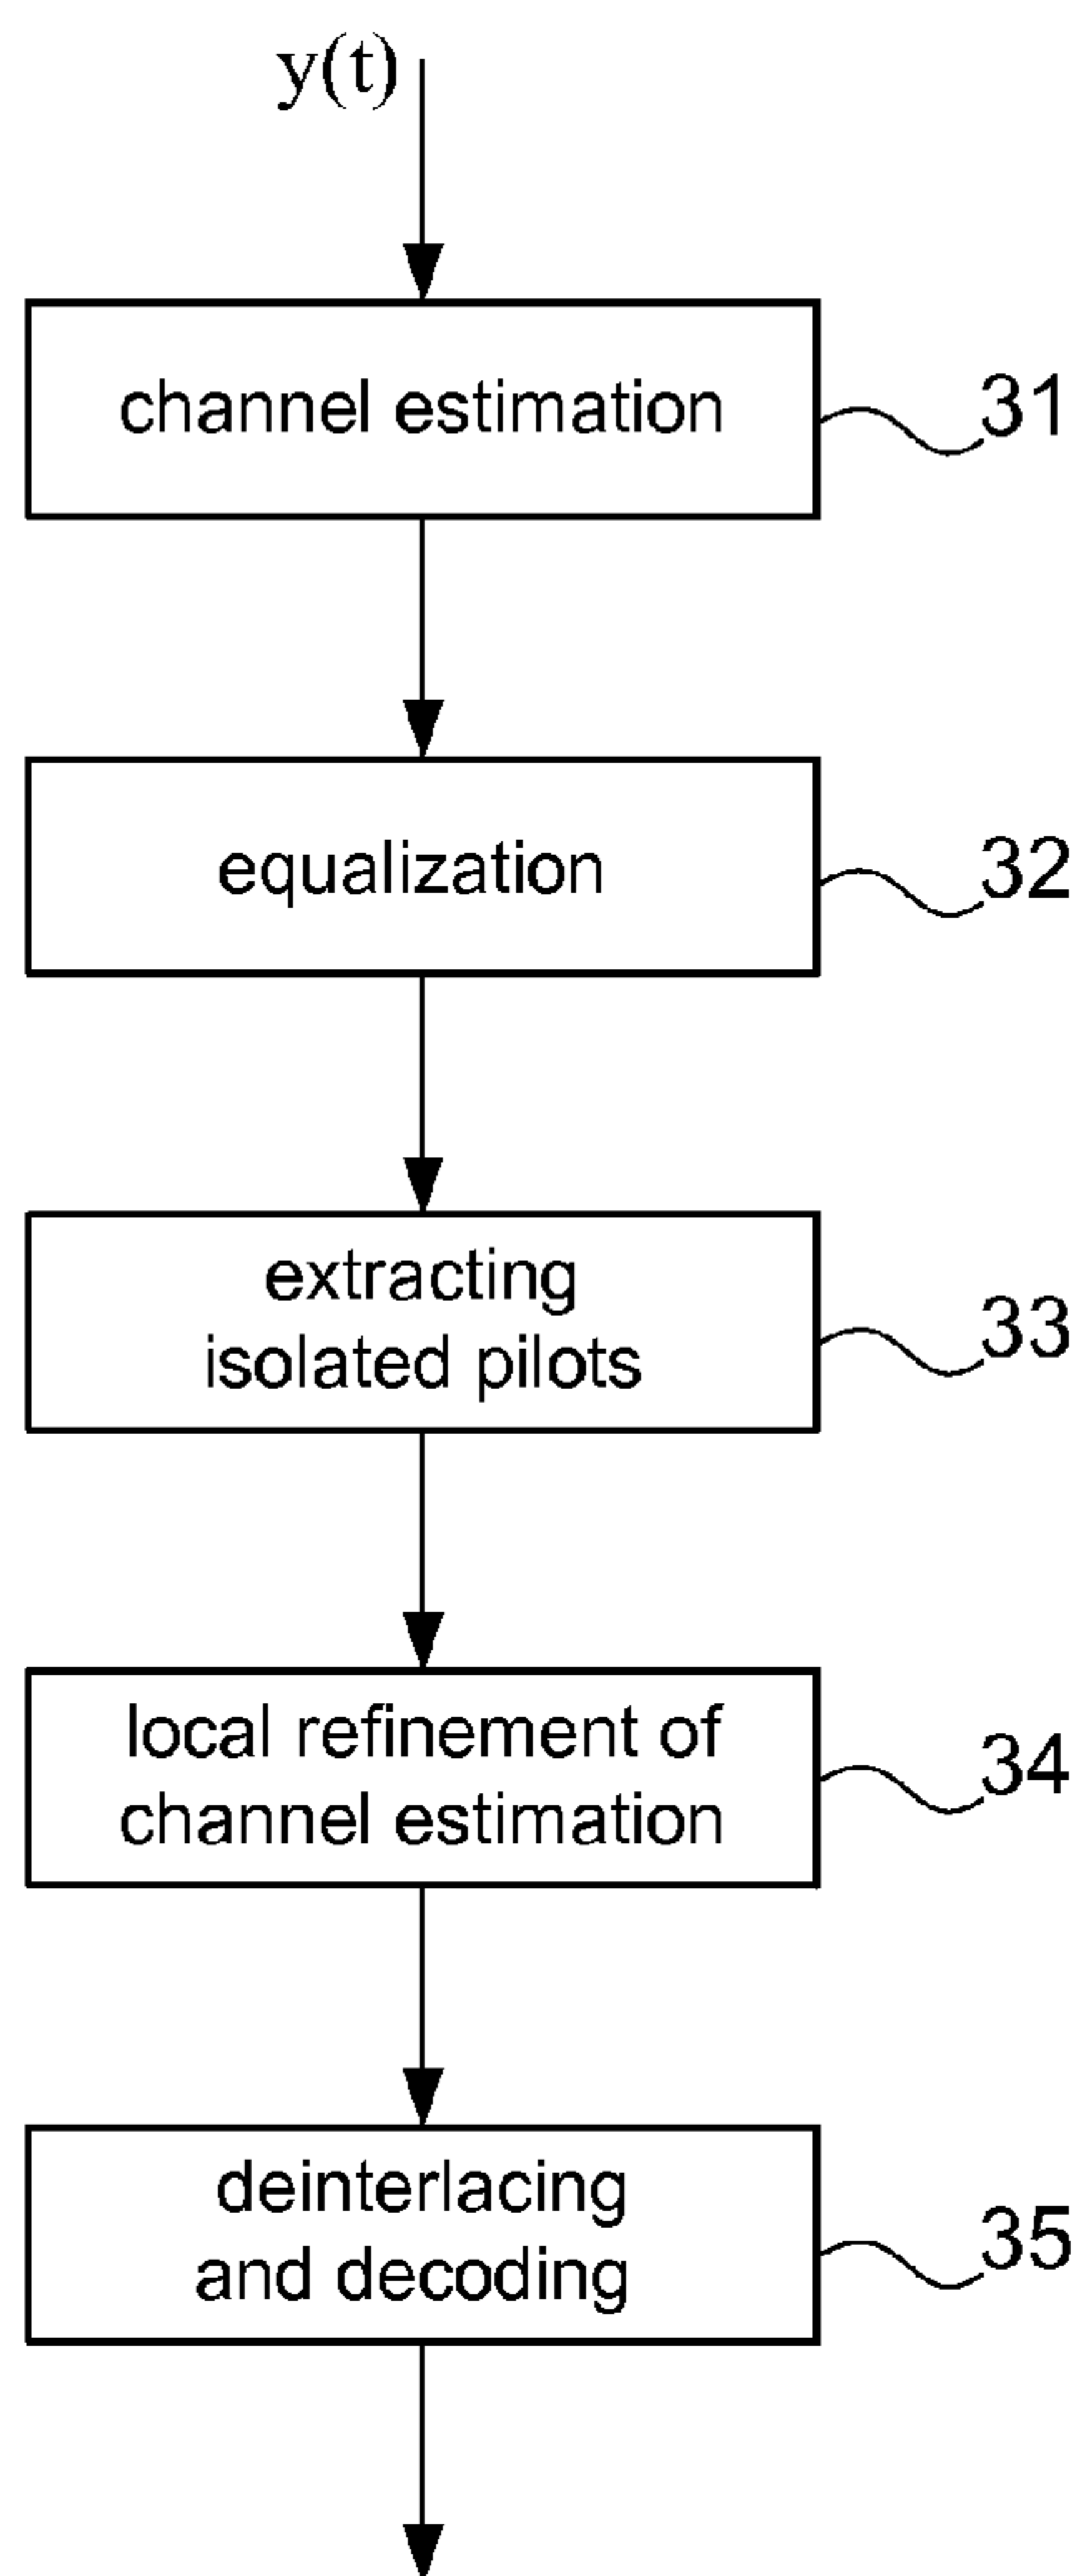 y(t)
channel estimation
31
equalization
32
extracting
isolated pilots
33
local refinement of
channel estimation
34
deinterlacing
and decoding
35